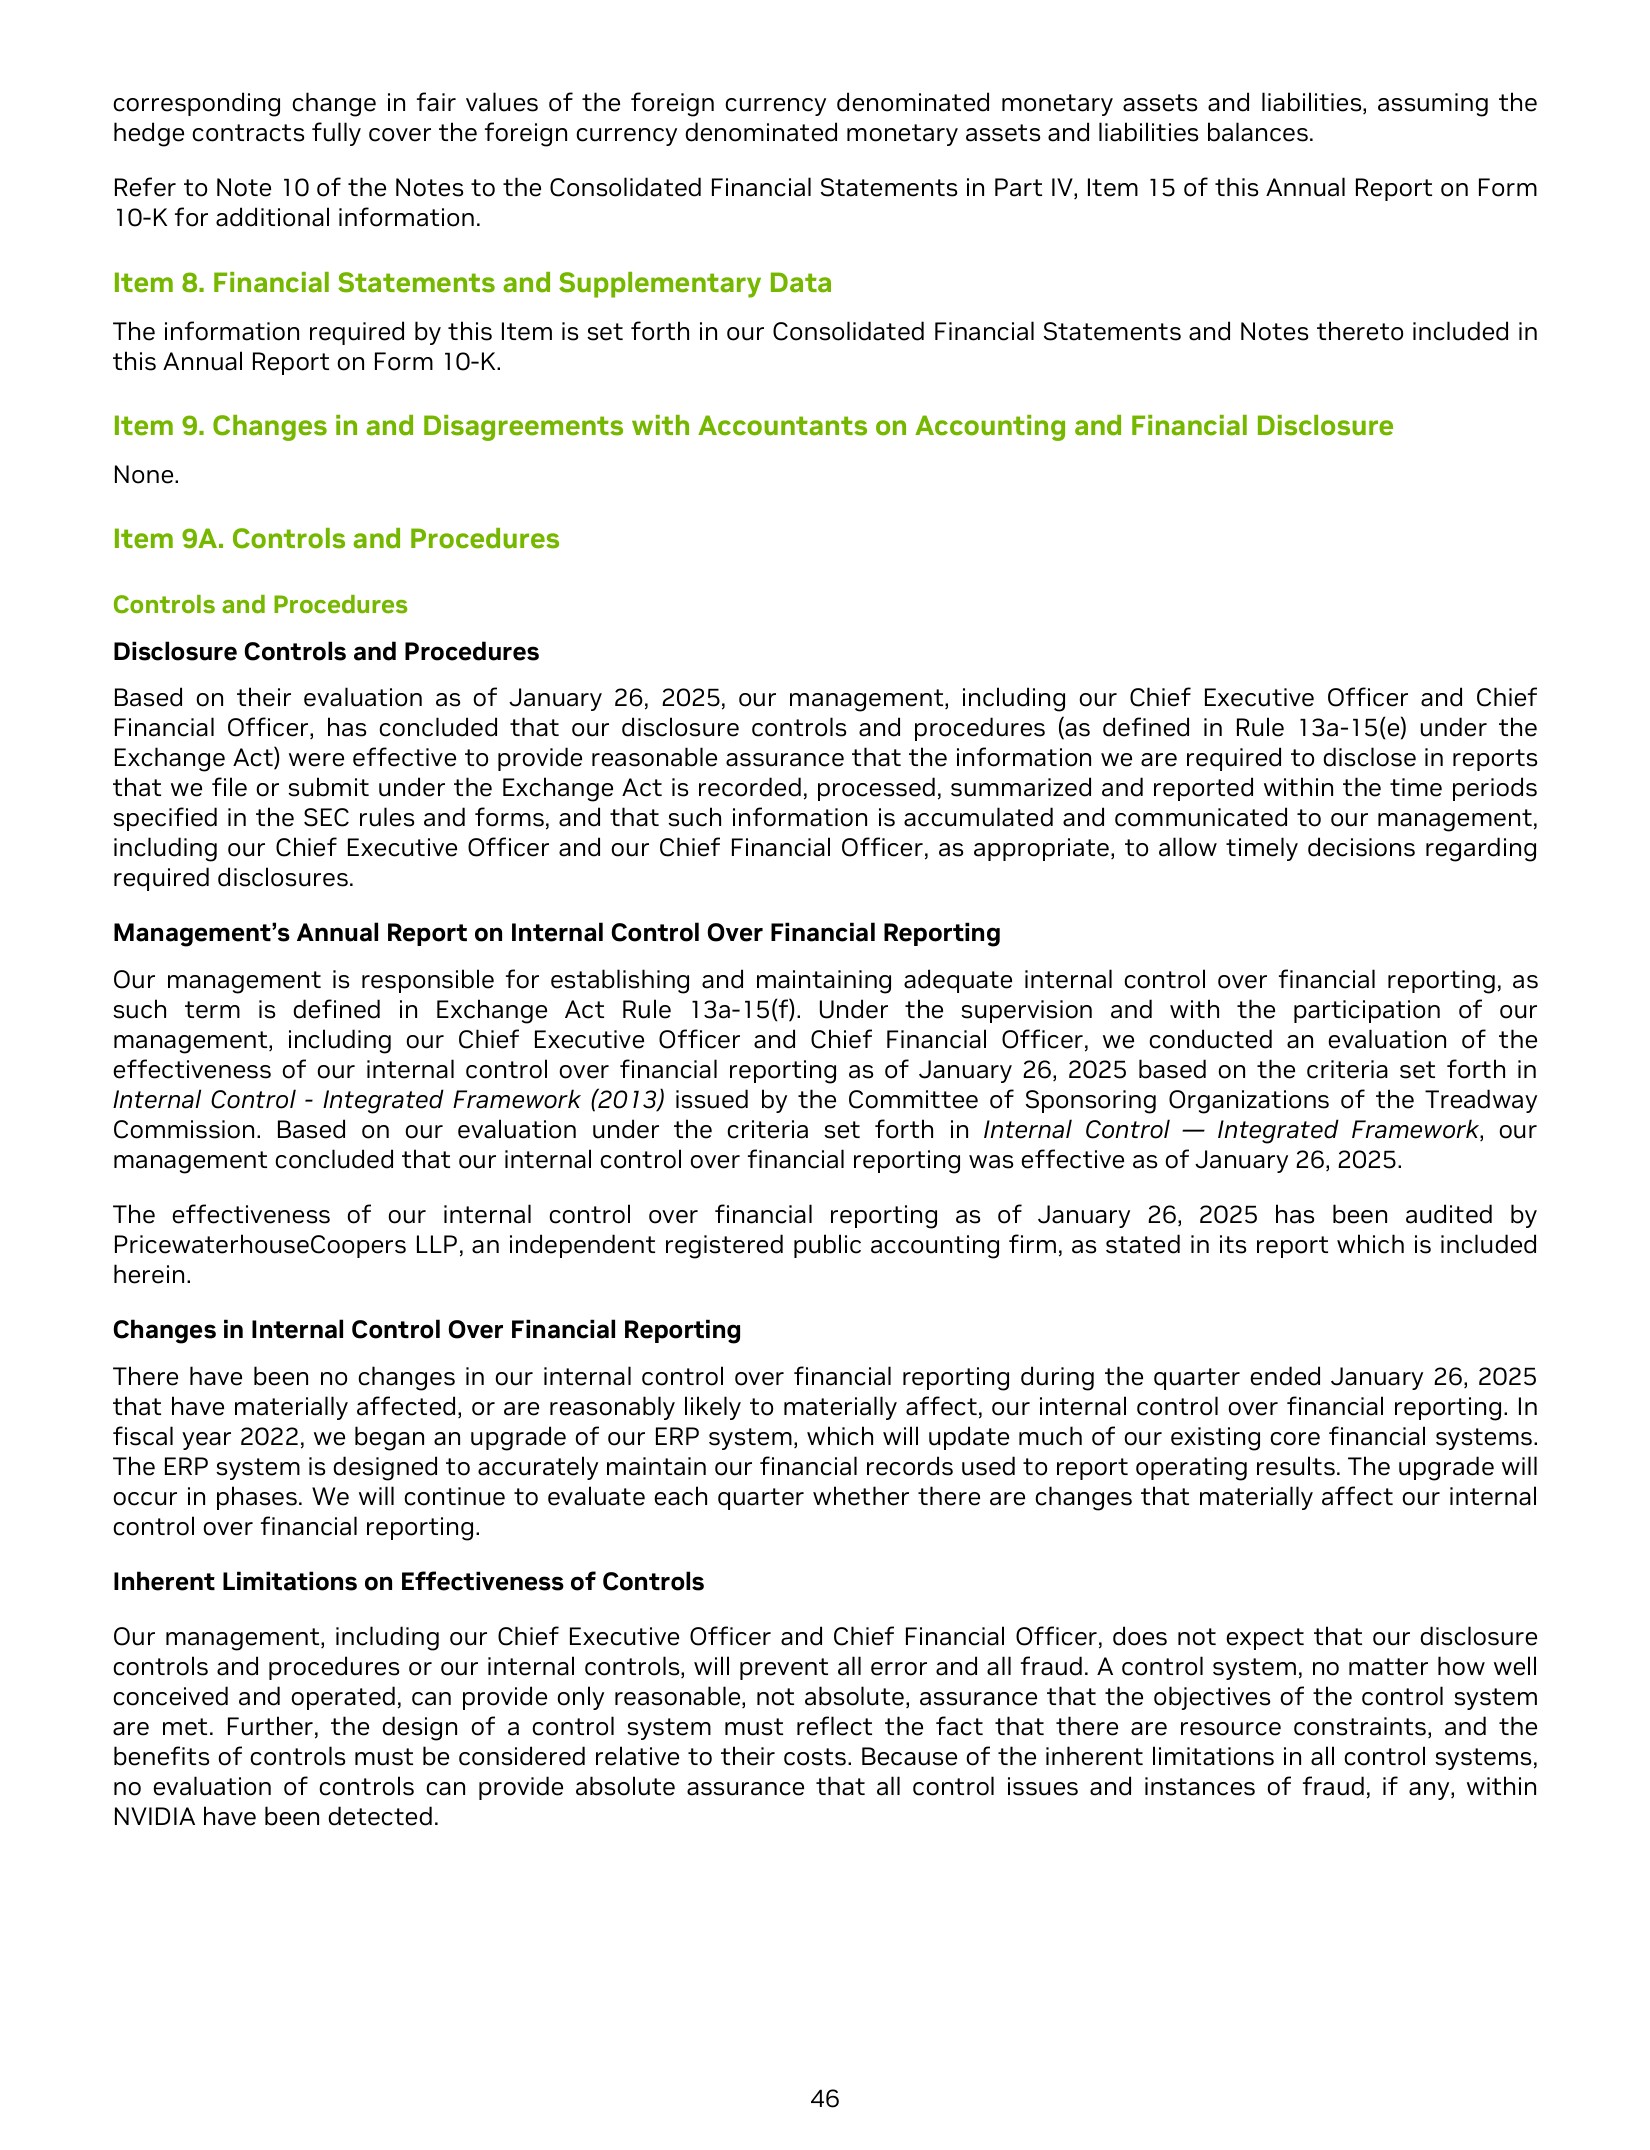 corresponding change in fair values of the foreign currency denominated monetary assets and liabilities, assuming the
hedge contracts fully cover the foreign currency denominated monetary assets and liabilities balances.
Refer to Note 10 of the Notes to the Consolidated Financial Statements in Part IV, Item 15 of this Annual Report on Form
10-K for additional information.
Item 8. Financial Statements and Supplementary Data
The information required by this Item is set forth in our Consolidated Financial Statements and Notes thereto included in
this Annual Report on Form 10-K.
Item 9. Changes in and Disagreements with Accountants on Accounting and Financial Disclosure
None.
Item 9A. Controls and Procedures
Controls and Procedures
Disclosure Controls and Procedures
Based on their evaluation as of January 26, 2025, our management, including our Chief Executive Officer and Chief
Financial Officer, has concluded that our disclosure controls and procedures (as defined in Rule 13a-15(e) under the
Exchange Act) were effective to provide reasonable assurance that the information we are required to disclose in reports
that we file or submit under the Exchange Act is recorded, processed, summarized and reported within the time periods
specified in the SEC rules and forms, and that such information is accumulated and communicated to our management,
including our Chief Executive Officer and our Chief Financial Officer, as appropriate, to allow timely decisions regarding
required disclosures.
Management’s Annual Report on Internal Control Over Financial Reporting
Our management is responsible for establishing and maintaining adequate internal control over financial reporting, as
such term is defined in Exchange Act Rule 13a-15(f). Under the supervision and with the participation of our
management, including our Chief Executive Officer and Chief Financial Officer, we conducted an evaluation of the
effectiveness of our internal control over financial reporting as of January 26, 2025 based on the criteria set forth in
Internal Control - Integrated Framework (2013) issued by the Committee of Sponsoring Organizations of the Treadway
Commission. Based on our evaluation under the criteria set forth in Internal Control — Integrated Framework, our
management concluded that our internal control over financial reporting was effective as of January 26, 2025.
The effectiveness of our internal control over financial reporting as of January 26, 2025 has been audited by
PricewaterhouseCoopers LLP, an independent registered public accounting firm, as stated in its report which is included
herein.
Changes in Internal Control Over Financial Reporting
There have been no changes in our internal control over financial reporting during the quarter ended January 26, 2025
that have materially affected, or are reasonably likely to materially affect, our internal control over financial reporting. In
fiscal year 2022, we began an upgrade of our ERP system, which will update much of our existing core financial systems.
The ERP system is designed to accurately maintain our financial records used to report operating results. The upgrade will
occur in phases. We will continue to evaluate each quarter whether there are changes that materially affect our internal
control over financial reporting.
Inherent Limitations on Effectiveness of Controls
Our management, including our Chief Executive Officer and Chief Financial Officer, does not expect that our disclosure
controls and procedures or our internal controls, will prevent all error and all fraud. A control system, no matter how well
conceived and operated, can provide only reasonable, not absolute, assurance that the objectives of the control system
are met. Further, the design of a control system must reflect the fact that there are resource constraints, and the
benefits of controls must be considered relative to their costs. Because of the inherent limitations in all control systems,
no evaluation of controls can provide absolute assurance that all control issues and instances of fraud, if any, within
NVIDIA have been detected.
46